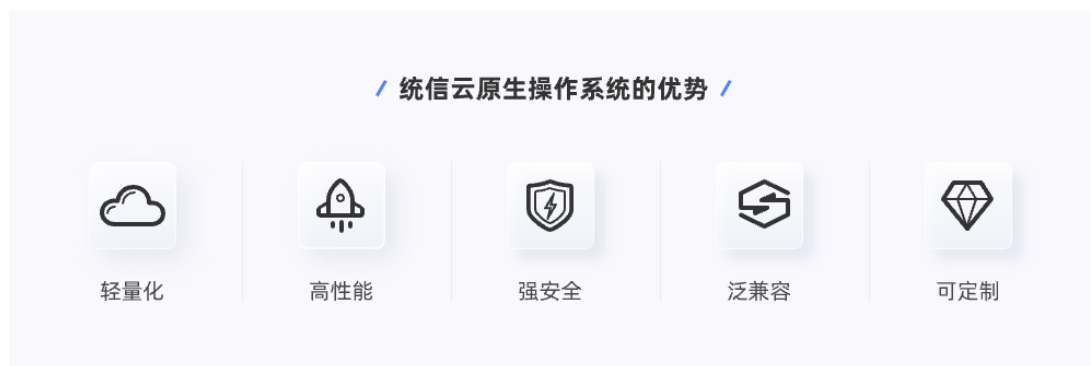 统信云原生操作系统的优势
轻量化
高性能
强安全
泛兼容
可定制